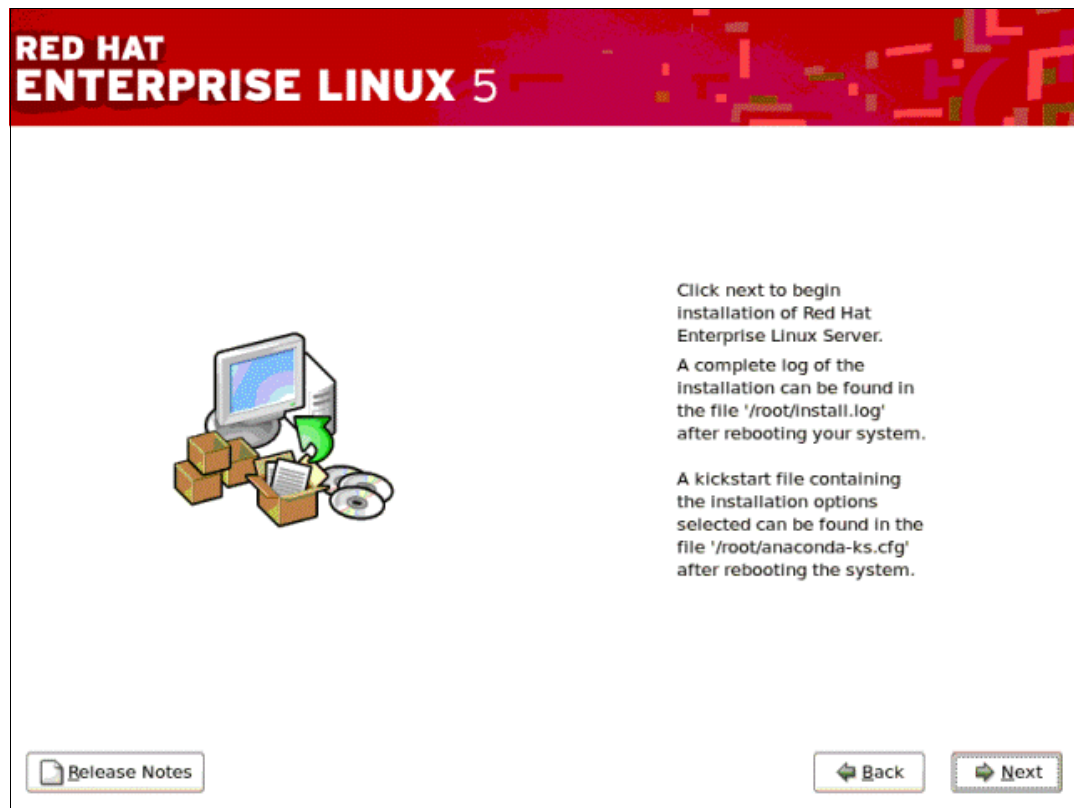 RED HAT
ENTERPRISE LINUX 5
Click next to begin
installation of Red Hat
Enterprise Linux Server.
A complete log of the
installation can be found in
the file '/root/install.log'
after rebooting your system.
A kickstart file containing
the installation options
selected can be found in the
file '/root/anaconda-ks.cfg'
after rebooting the system.
Release Notes
Back
Next